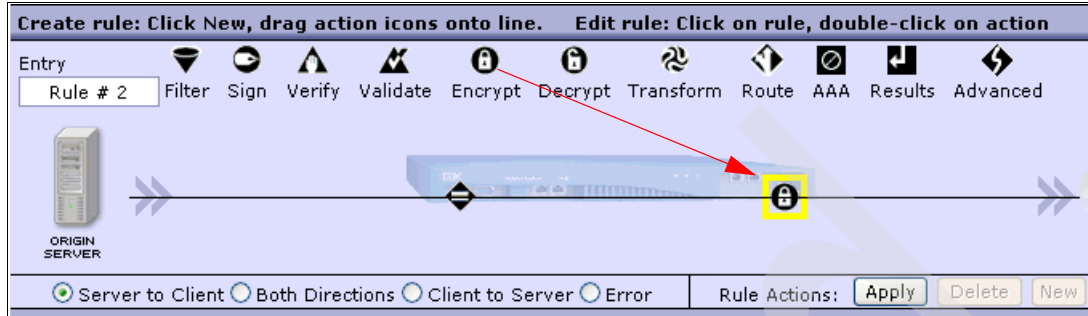 Create rule: Click New, drag action icons onto line. Edit rule: Click on rule, double-click on action
Entry
Rule # 2
Filter Sign Verify Validate Encrypt Decrypt Transform Route AAA Results Advanced
ORIGIN
SERVER
Server to Client Both Directions Client to Server Error Rule Actions: Apply Delete New